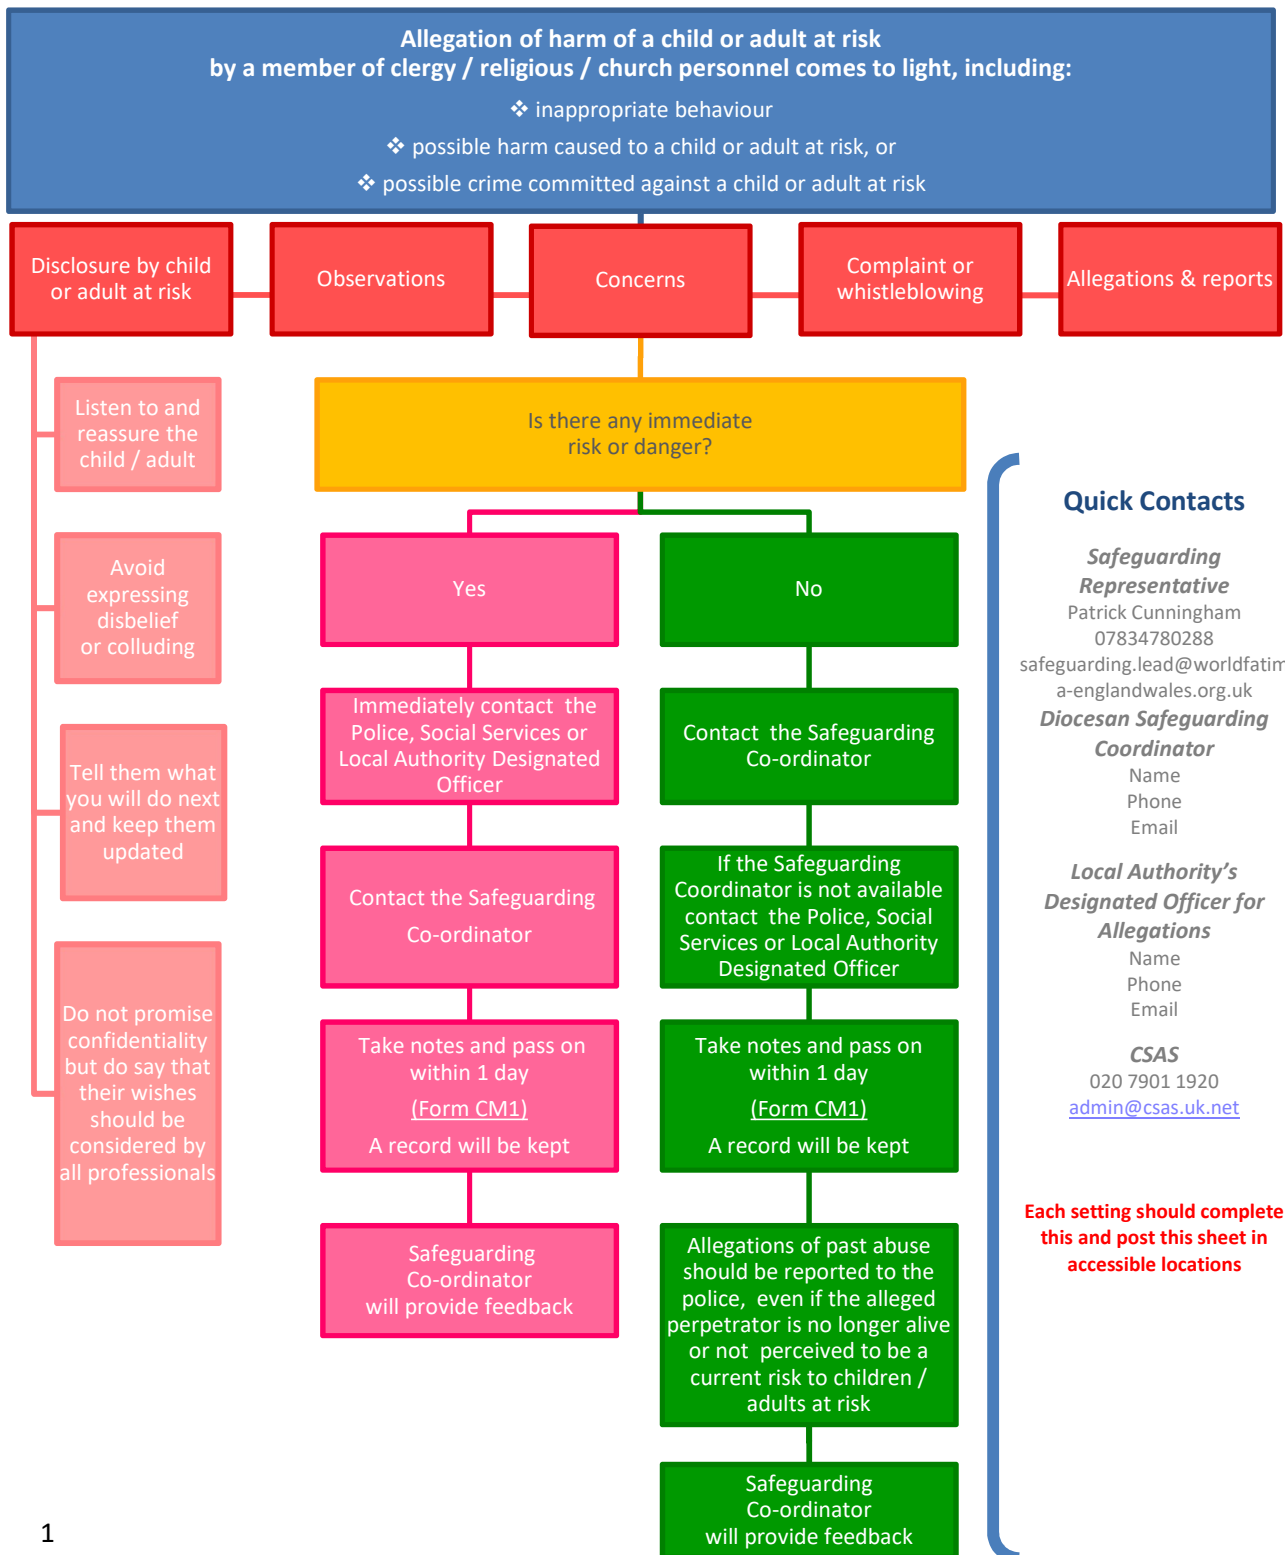 Allegation of harm of a child or adult at risk
by a member of clergy / religious / church personnel comes to light, including:
❖ inappropriate behaviour
❖ possible harm caused to a child or adult at risk, or
❖ possible crime committed against a child or adult at risk
Disclosure by child
or adult at risk
Observations
Concerns
Complaint or
whistleblowing
Allegations & reports
Listen to and
reassure the
child / adult
Avoid
expressing
disbelief
or colluding
Tell them what
you will do next
and keep them
updated
Do not promise
confidentiality
but do say that
their wishes
should be
considered by
all professionals
Is there any immediate
risk or danger?
Yes
Immediately contact the
Police, Social Services or
Local Authority Designated
Officer
Contact the Safeguarding
Co-ordinator
Take notes and pass on
within 1 day
(Form CM1)
A record will be kept
Safeguarding
Co-ordinator
will provide feedback
No
Contact the Safeguarding
Co-ordinator
If the Safeguarding
Coordinator is not available
contact the Police, Social
Services or Local Authority
Designated Officer
Take notes and pass on
within 1 day
(Form CM1)
A record will be kept
Allegations of past abuse
should be reported to the
police, even if the alleged
perpetrator is no longer alive
or not perceived to be a
current risk to children /
adults at risk
Safeguarding
Co-ordinator
will provide feedback
Quick Contacts
Safeguarding
Representative
Patrick Cunningham
07834780288
safeguarding.lead@worldfatim
a-englandwales.org.uk
Diocesan Safeguarding
Coordinator
Name
Phone
Email
Local Authority's
Designated Officer for
Allegations
Name
Phone
Email
CSAS
020 7901 1920
admin@csas.uk.net
Each setting should complete
this and post this sheet in
accessible locations
1